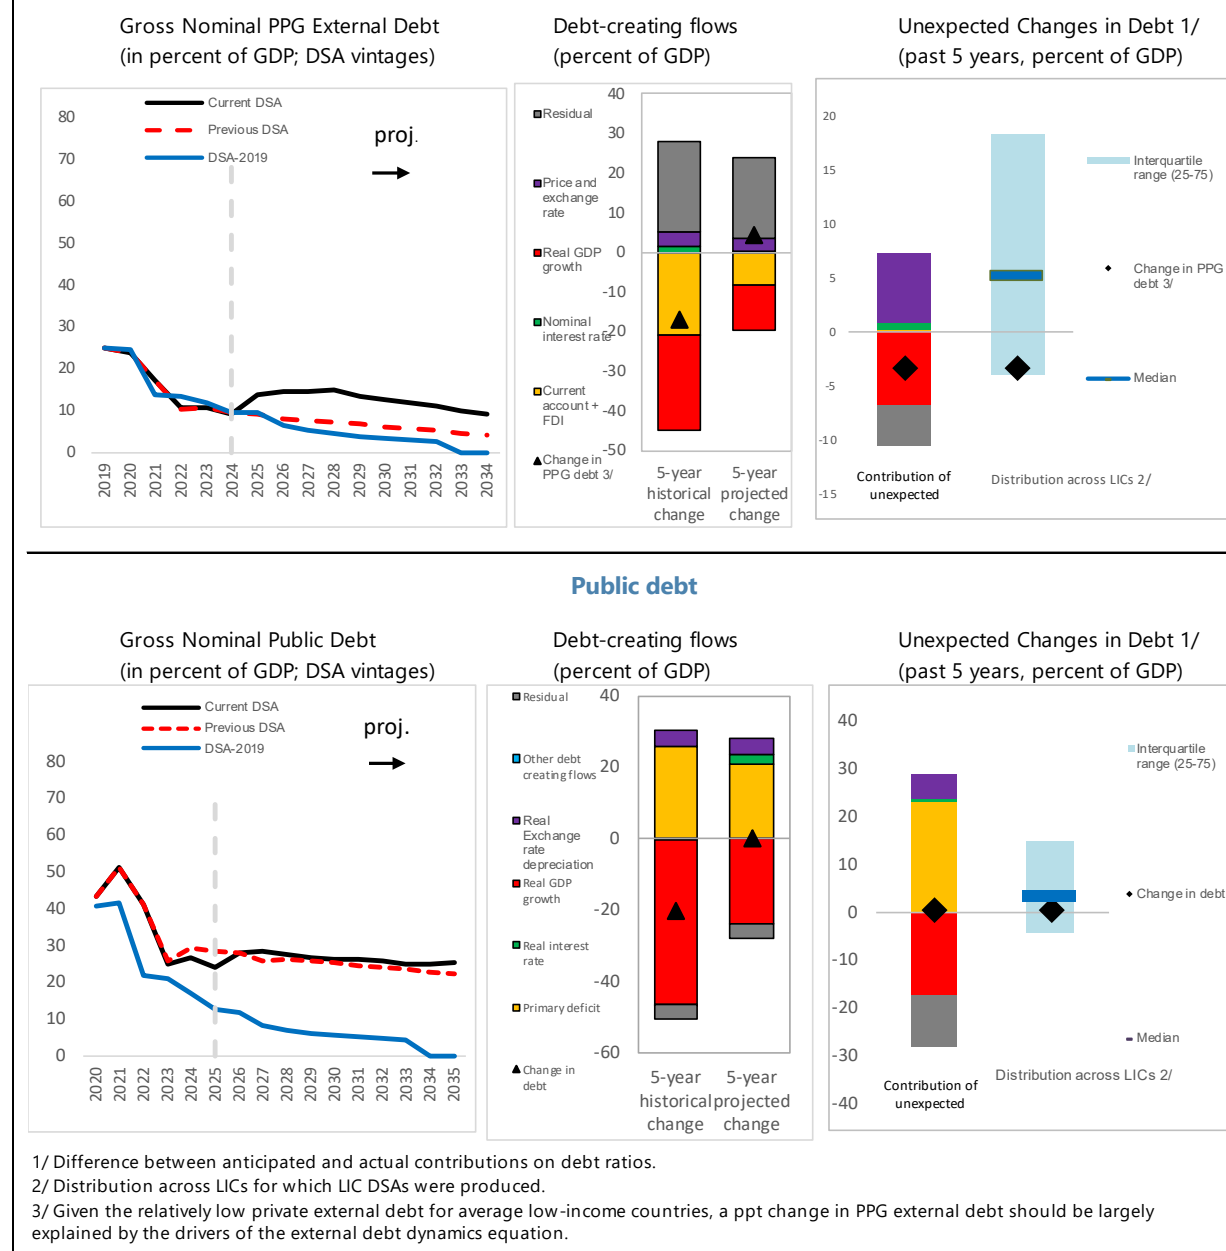 Gross Nominal PPG External Debt
(in percent of GDP; DSA vintages)
Current DSA
Previous DSA
DSA-2019
proj.
80
70
60
50
40
30
20
10
0
2019
2020
2021
2022
2023
2024
2025
2026
2027
2028
2029
2030
2031
2032
2033
2034
Debt-creating flows
(percent of GDP)
Residual
Price and
exchange
rate
Real GDP
growth
Nominal
interest rate
Current
account +
FDI
Change in
PPG debt 3/
40
30
20
10
0
-10
-20
-30
-40
-50
5-year
historical
change
5-year
projected
change
Unexpected Changes in Debt 1/
(past 5 years, percent of GDP)
20
15
10
5
0
-5
-10
-15
Interquartile
range (25-75)
Change in PPG
debt 3/
Median
Contribution of
unexpected
Distribution across LICs 2/
Public debt
Gross Nominal Public Debt
(in percent of GDP; DSA vintages)
Current DSA
Previous DSA
DSA-2019
proj.
80
70
60
50
40
30
20
10
0
2020
2021
2022
2023
2024
2025
2026
2027
2028
2029
2030
2031
2032
2033
2034
2035
Debt-creating flows
(percent of GDP)
Residual
Other debt
creating flows
Real
Exchange
rate
depreciation
Real GDP
growth
Real interest
rate
Primary deficit
Change in
debt
40
20
0
-20
-40
-60
5-year
historical
change
5-year
projected
change
Unexpected Changes in Debt 1/
(past 5 years, percent of GDP)
40
30
20
10
0
-10
-20
-30
-40
Interquartile
range (25-75)
Change in debt
Median
Contribution of
unexpected
Distribution across LICs 2/
1/ Difference between anticipated and actual contributions on debt ratios.
2/ Distribution across LICs for which LIC DSAs were produced.
3/ Given the relatively low private external debt for average low-income countries, a ppt change in PPG external debt should be largely
explained by the drivers of the external debt dynamics equation.